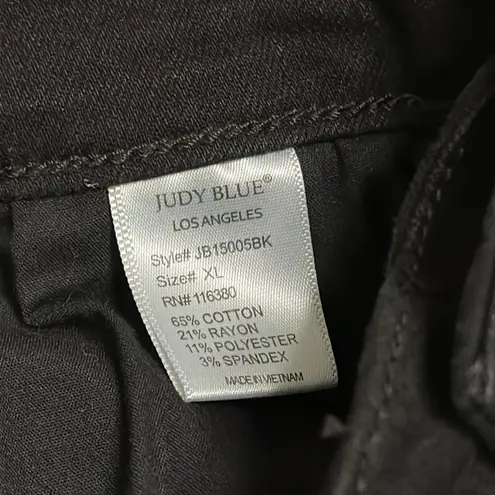 JUDY BLUE®
LOS ANGELES
Style# JB15005BK
Size# XL
RN# 116380
65% COTTON
21% RAYON
11% POLYESTER
3% SPANDEX
MADE IN VIETNAM